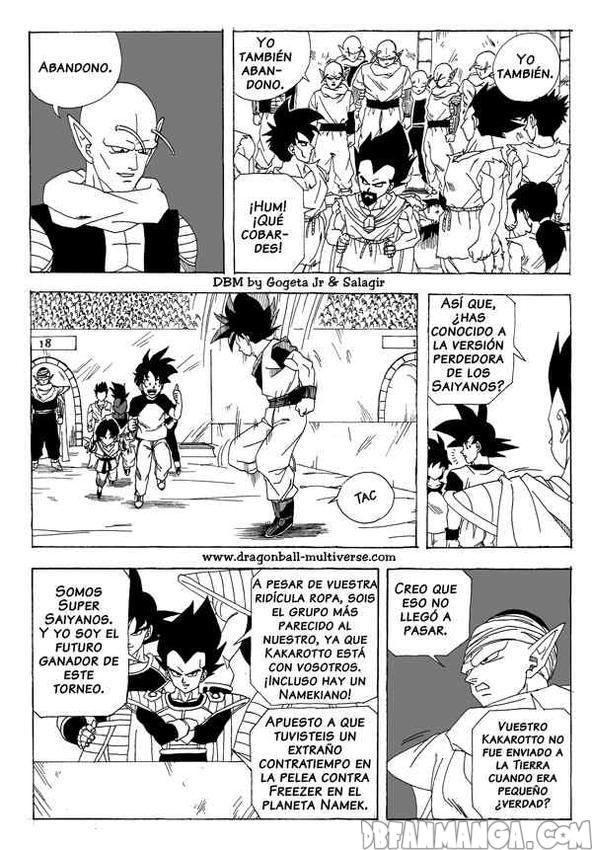 ABANDONO.
YO
TAMBIÉN
ABAN-
DONO.
YO
TAMBIÉN.
¡HUM!
¡QUÉ
COBAR-
DES!
DBM by Gogeta Jr & Salagir
18
1
TAC
ASÍ QUE,
¿HAS
CONOCIDO A
LA VERSIÓN
PERDEDORA
DE LOS
SAIYANOS?
www.dragonball-multiverse.com
SOMOS
SUPER
SAIYANOS.
Y YO SOY EL
FUTURO
GANADOR DE
ESTE
TORNEO.
A PESAR DE VUESTRA
RIDÍCULA ROPA, SOIS
EL GRUPO MÁS
PARECIDO AL
NUESTRO, YA QUE
KAKAROTTO ESTÁ
CON VOSOTROS.
¡INCLUSO HAY UN
NAMEKIANO!
APUESTO A QUE
TUVISTEIS UN
EXTRAÑO
CONTRATIEMPO EN
LA PELEA CONTRA
FREEZER EN EL
PLANETA NAMEK.
CREO QUE
ESO NO
LLEGÓ A
PASAR.
VUESTRO
KAKAROTTO
NO FUE ENVIADO A
LA TIERRA
CUANDO ERA
PEQUEÑO
¿VERDAD?
DBFANMANGA.COM